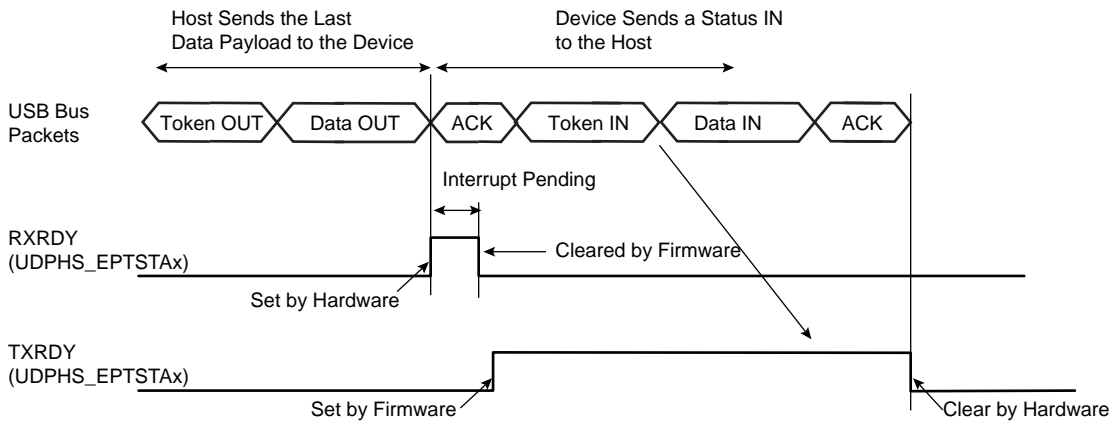 Host Sends the Last
Data Payload to the Device
Device Sends a Status IN
to the Host
USB Bus
Packets
Token OUT
Data OUT
ACK
Token IN
Data IN
ACK
Interrupt Pending
RXRDY
(UDPHS_EPTSTAx)
Cleared by Firmware
Set by Hardware
TXRDY
(UDPHS_EPTSTAx)
Set by Firmware
Clear by Hardware